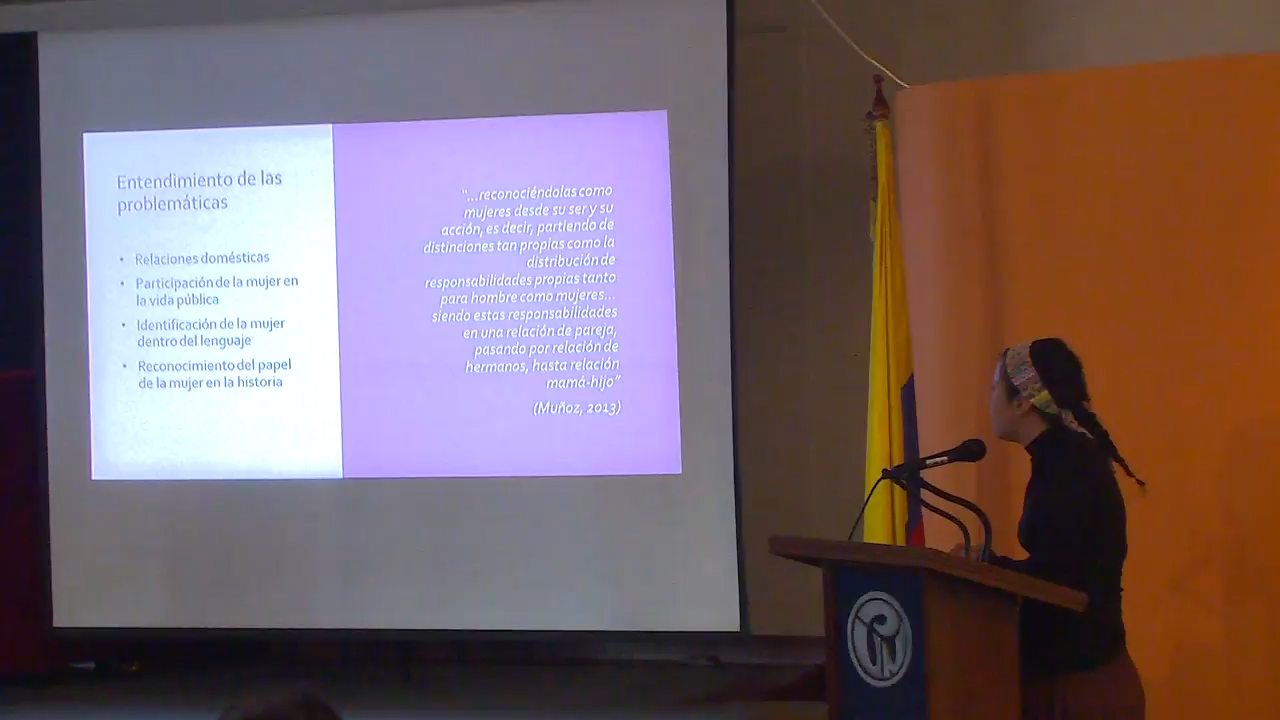 Entendimiento de las
problemáticas
• Relaciones domésticas
• Participación de la mujer en
la vida pública
• Identificación de la mujer
dentro del lenguaje
• Reconocimiento del papel
de la mujer en la historia
"...reconociéndolas como
mujeres desde su ser y su
acción, es decir, partiendo de
distinciones tan propias como la
distribución de
responsabilidades propias tanto
para hombre como mujeres...
siendo estas responsabilidades
en una relación de pareja,
pasando por relación de
hermanos, hasta relación
mamá-hijo"
(Muñoz, 2013)